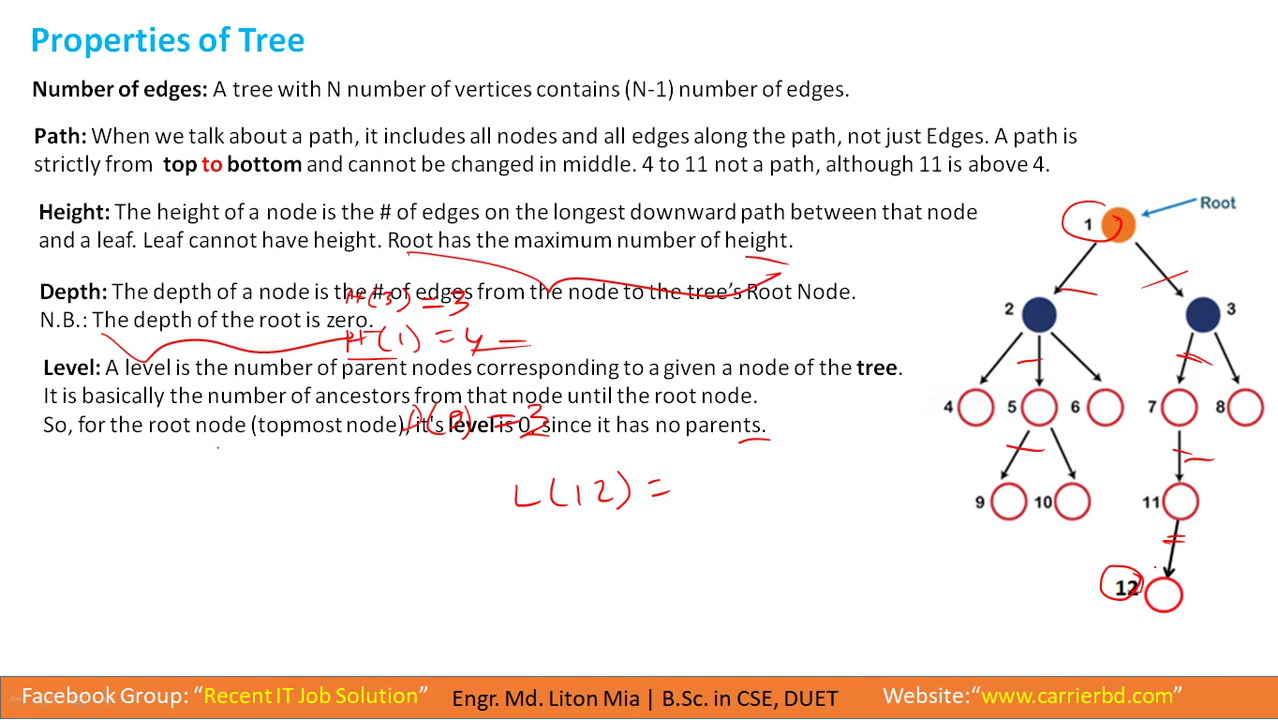 Properties of Tree
Number of edges: A tree with N number of vertices contains (N-1) number of edges.
Path: When we talk about a path, it includes all nodes and all edges along the path, not just Edges. A path is
strictly from top to bottom and cannot be changed in middle. 4 to 11 not a path, although 11 is above 4.
Height: The height of a node is the # of edges on the longest downward path between that node
and a leaf. Leaf cannot have height. Root has the maximum number of height.
Depth: The depth of a node is the # of edges from the node to the tree's Root Node.
H(3) = 3
N.B.: The depth of the root is zero.
H(1) = 4
Level: A level is the number of parent nodes corresponding to a given a node of the tree.
It is basically the number of ancestors from that node until the root node.
So, for the root node (topmost node), it's level is 0, since it has no parents.
= 3
L(12) =
Root
1
2
3
4
5
6
7
8
9
10
11
12
Facebook Group:"Recent IT Job Solution" Engr. Md. Liton Mia | B.Sc. in CSE, DUET Website:"www.carrierbd.com"